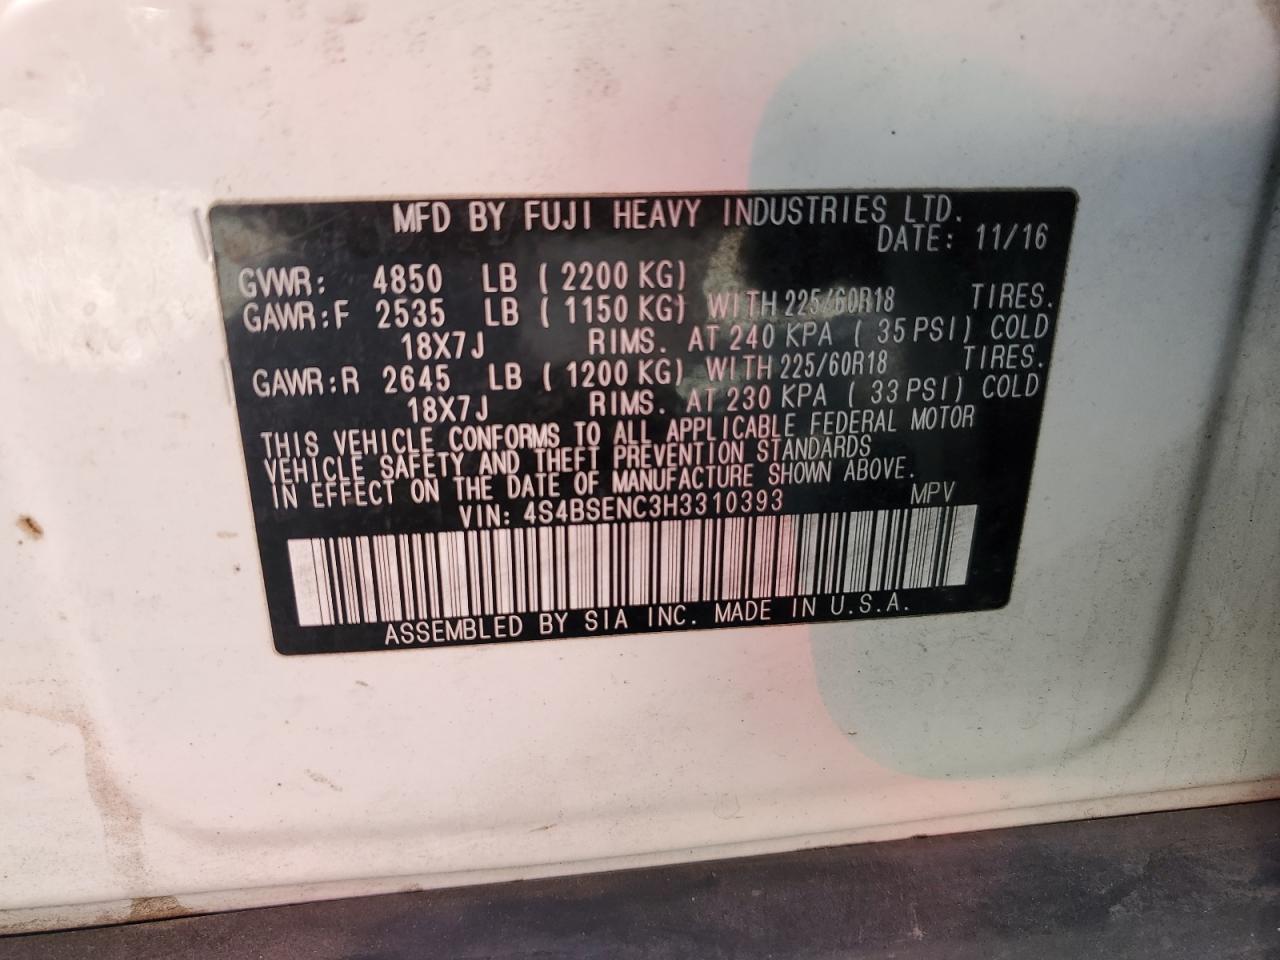 MFD BY FUJI HEAVY INDUSTRIES LTD.
DATE: 11/16
GVWR: 4850 LB ( 2200 KG)
GAWR:F 2535 LB ( 1150 KG) WITH 225/60R18 TIRES.
18X7J RIMS. AT 240 KPA ( 35 PSI) COLD
GAWR:R 2645 LB ( 1200 KG) WITH 225/60R18 TIRES.
18X7J RIMS. AT 230 KPA ( 33 PSI) COLD
THIS VEHICLE CONFORMS TO ALL APPLICABLE FEDERAL MOTOR
VEHICLE SAFETY AND THEFT PREVENTION STANDARDS
IN EFFECT ON THE DATE OF MANUFACTURE SHOWN ABOVE.
VIN: 4S4BSENC3H3310393 MPV
ASSEMBLED BY SIA INC. MADE IN U.S.A.